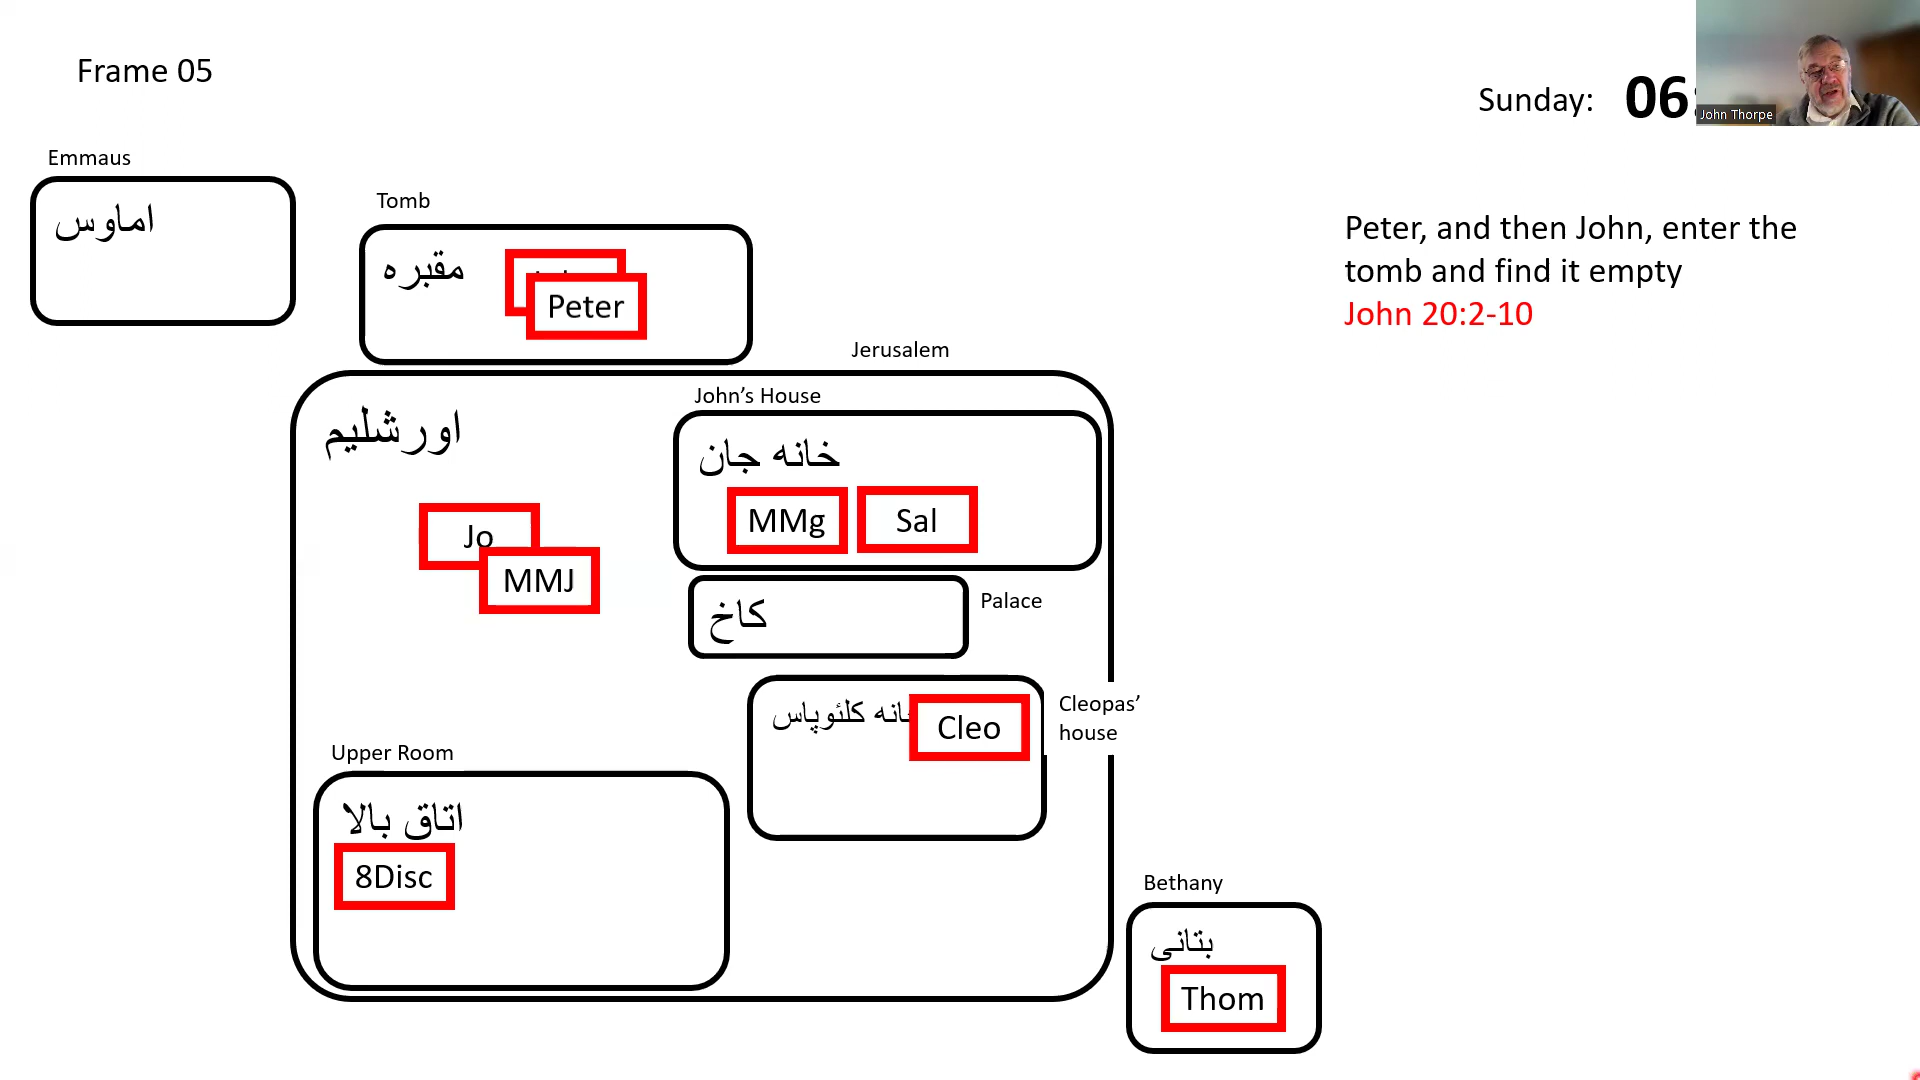 Frame 05
Sunday: 06:
John Thorpe
Emmaus
اماوس
Tomb
مقبره
Peter
Peter, and then John, enter the
tomb and find it empty
John 20:2-10
Jerusalem
اورشلیم
John’s House
خانه جان
MMg
Sal
Jo
MMJ
کاخ
Palace
کلئوپاس
Cleo
Cleopas’
house
Upper Room
اتاق بالا
8Disc
Bethany
بتانی
Thom